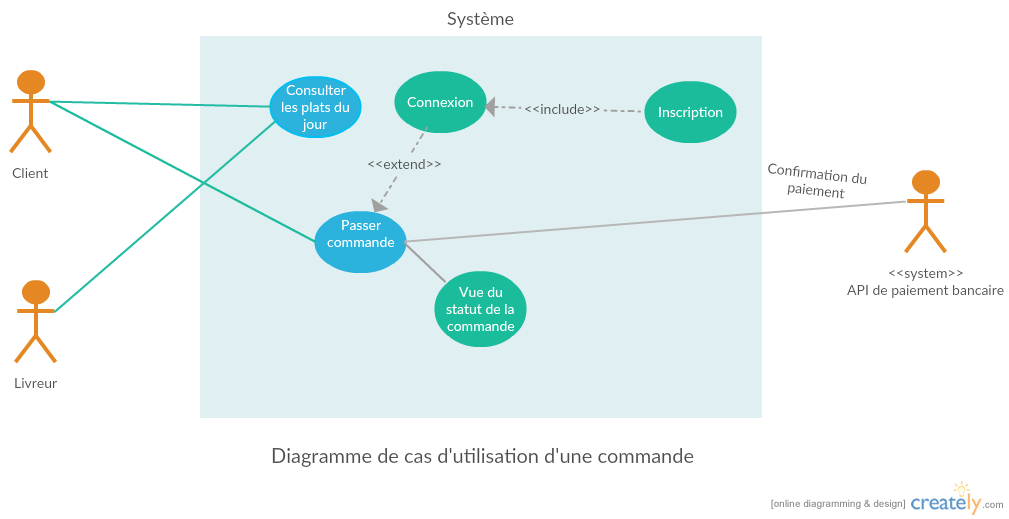 Système
Consulter
les plats du
jour
Connexion
<<include>>
Inscription
Client
<<extend>>
Confirmation du
paiement
Passer
commande
<<system>>
API de paiement bancaire
Vue du
statut de la
commande
Livreur
Diagramme de cas d'utilisation d'une commande
[online diagramming & design] creately.com